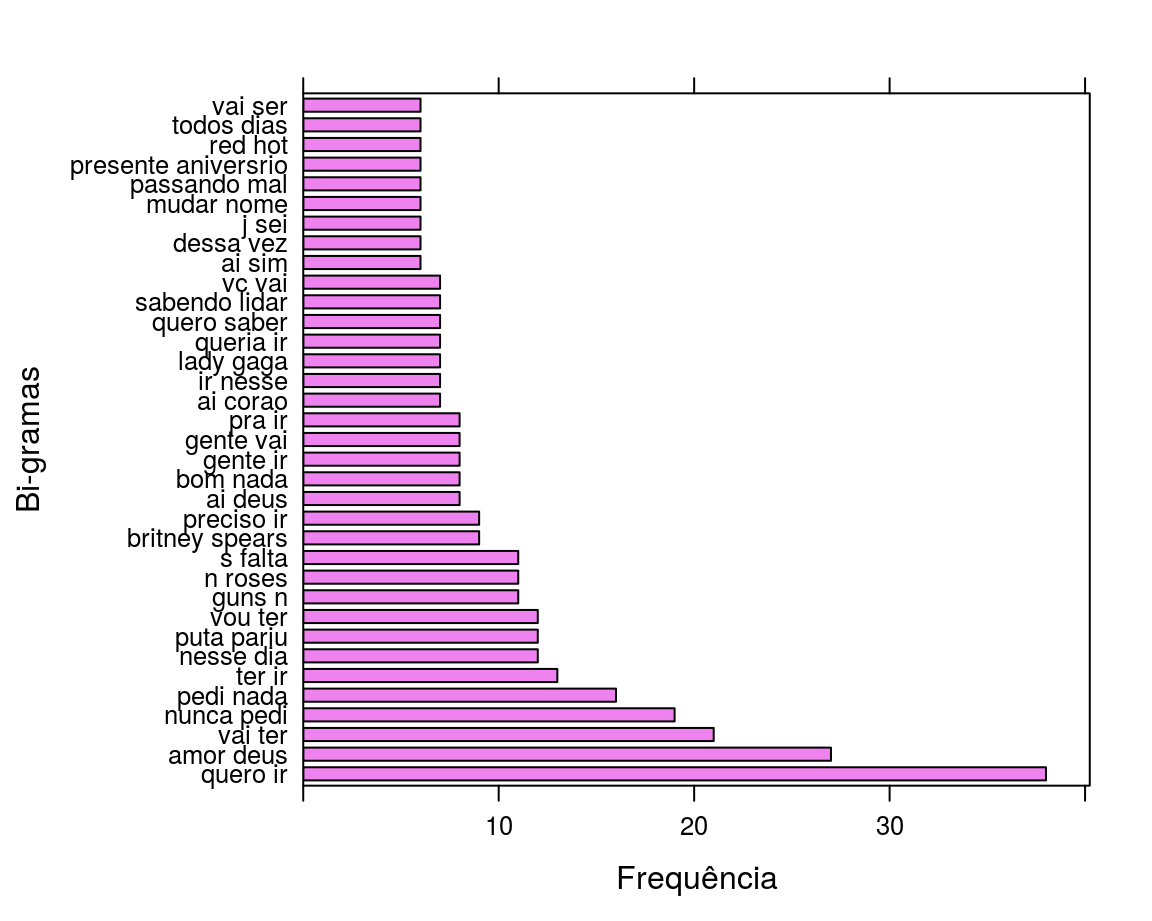 vai ser
todos dias
red hot
presente aniversrio
passando mal
mudar nome
j sei
dessa vez
ai sim
vc vai
sabendo lidar
quero saber
queria ir
lady gaga
ir nesse
ai corao
pra ir
gente vai
gente ir
bom nada
ai deus
preciso ir
britney spears
s falta
n roses
guns n
vou ter
puta pariu
nesse dia
ter ir
pedi nada
nunca pedi
vai ter
amor deus
quero ir
Bi-gramas
10 20 30
Frequência